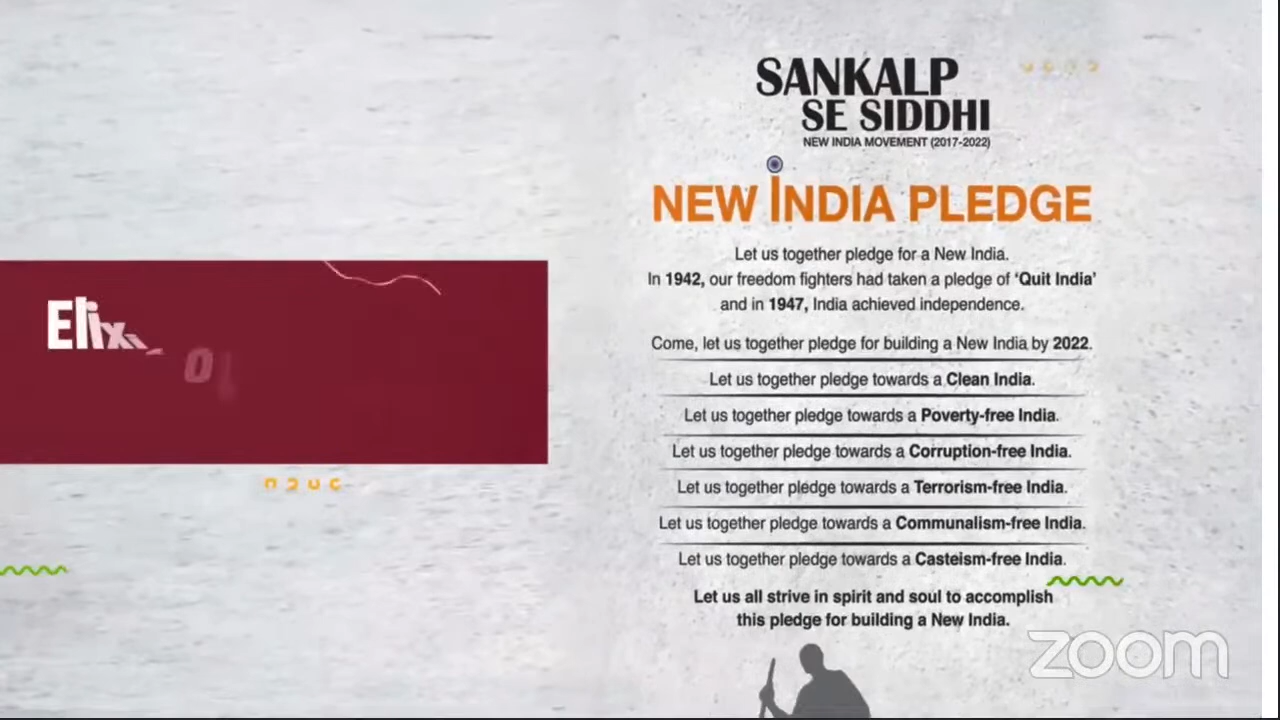 SANKALP
SE SIDDHI
NEW INDIA MOVEMENT (2017-2022)
NEW INDIA PLEDGE
Let us together pledge for a New India.
In 1942, our freedom fighters had taken a pledge of ‘Quit India’
and in 1947, India achieved independence.
Come, let us together pledge for building a New India by 2022.
Let us together pledge towards a Clean India.
Let us together pledge towards a Poverty-free India.
Let us together pledge towards a Corruption-free India.
Let us together pledge towards a Terrorism-free India.
Let us together pledge towards a Communalism-free India.
Let us together pledge towards a Casteism-free India.
Let us all strive in spirit and soul to accomplish
this pledge for building a New India.
zoom